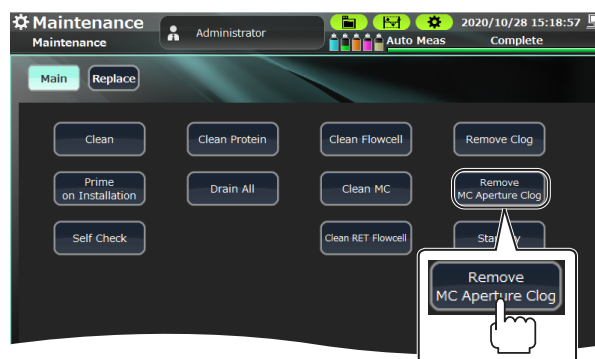 Maintenance
Maintenance
Administrator
2020/10/28 15:18:57
Auto Meas
Complete
Main
Replace
Clean
Clean Protein
Clean Flowcell
Remove Clog
Prime
on Installation
Drain All
Clean MC
Remove
MC Aperture Clog
Self Check
Clean RET Flowcell
Remove
MC Aperture Clog